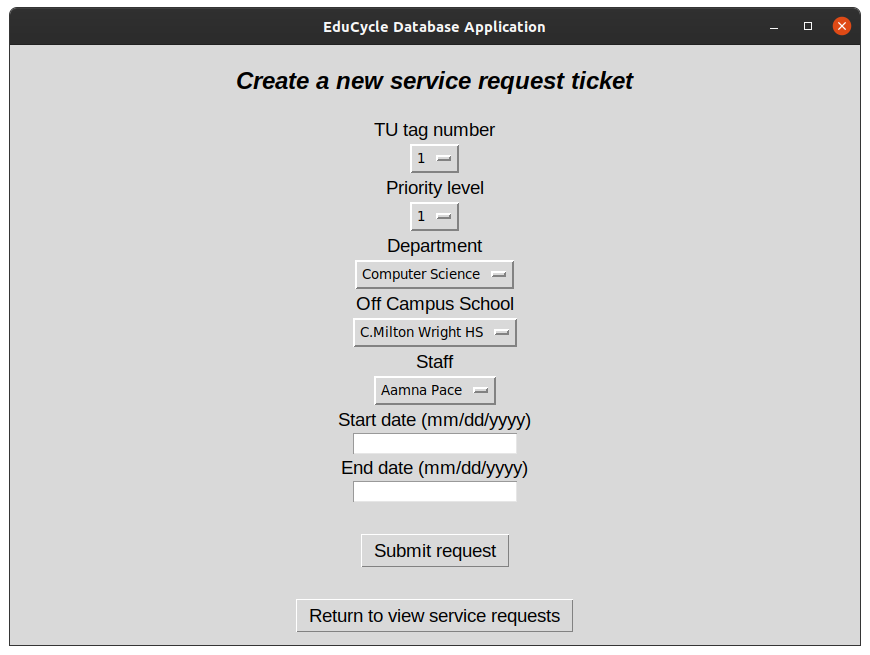 EduCycle Database Application
Create a new service request ticket
TU tag number
1
Priority level
1
Department
Computer Science
Off Campus School
C.Milton Wright HS
Staff
Aamna Pace
Start date (mm/dd/yyyy)
End date (mm/dd/yyyy)
Submit request
Return to view service requests